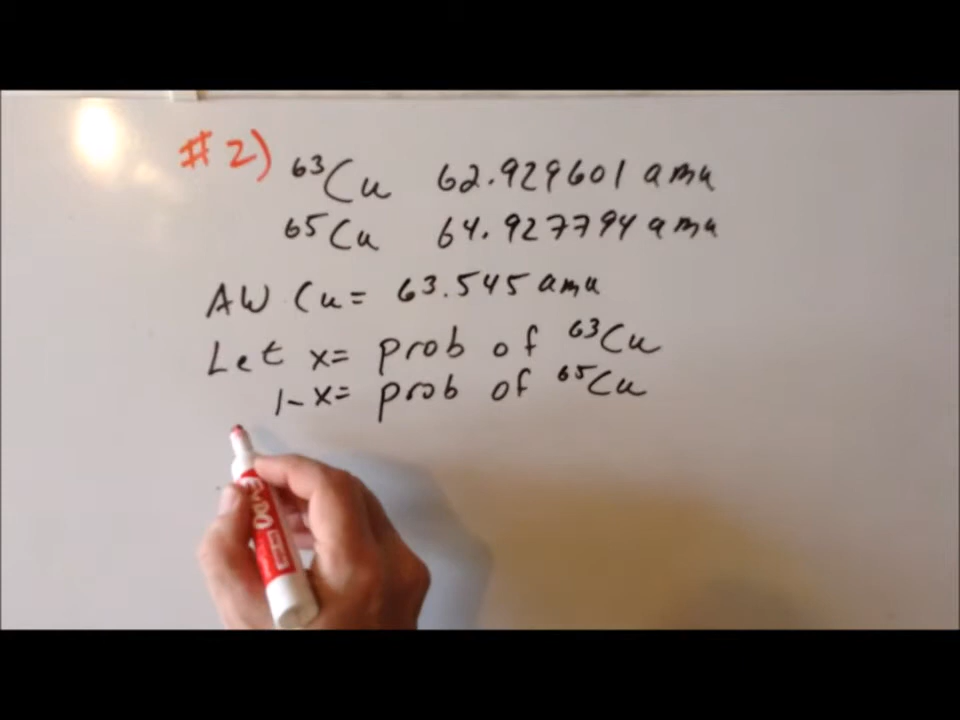 #2) ⁶³Cu 62.929601 amu
⁶⁵Cu 64.927794 amu
AW Cu = 63.545 amu
Let x= prob of ⁶³Cu
1-x= prob of ⁶⁵Cu